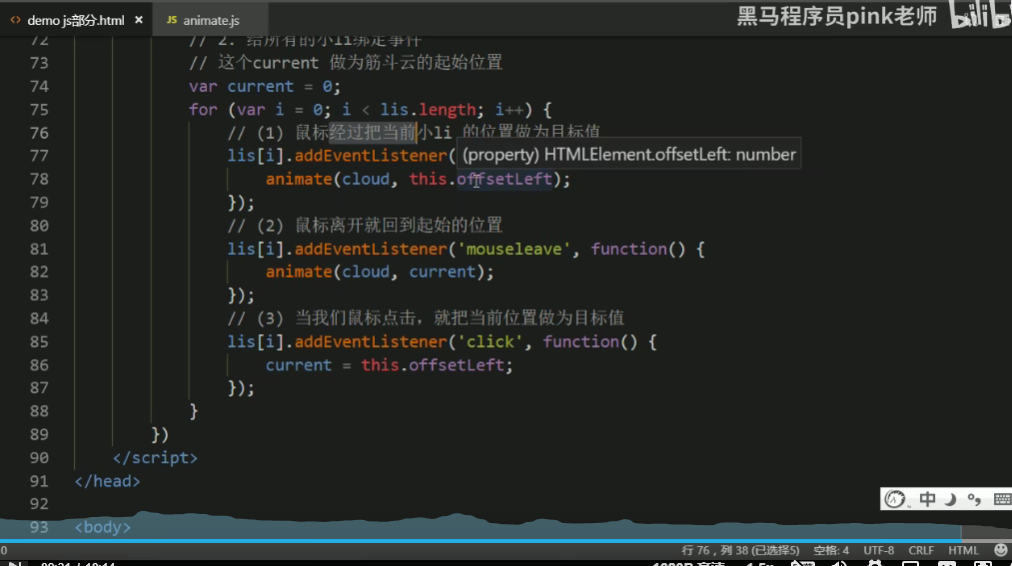 demo js部分.html ×
JS animate.js
黑马程序员pink老师
bilibili
72 // 2. 给所有的小li绑定事件
73 // 这个current 做为筋斗云的起始位置
74 var current = 0;
75 for (var i = 0; i < lis.length; i++) {
76 // (1) 鼠标经过把当前小li 的位置做为目标值
77 lis[i].addEventListener(
(property) HTMLElement.offsetLeft: number
78 animate(cloud, this.offsetLeft);
79 });
80 // (2) 鼠标离开就回到起始的位置
81 lis[i].addEventListener('mouseleave', function() {
82 animate(cloud, current);
83 });
84 // (3) 当我们鼠标点击，就把当前位置做为目标值
85 lis[i].addEventListener('click', function() {
86 current = this.offsetLeft;
87 });
88 }
89 })
90 </script>
91 </head>
92
93 <body>
中
0
行 76，列 38 (已选择5) 空格: 4 UTF-8 CRLF HTML